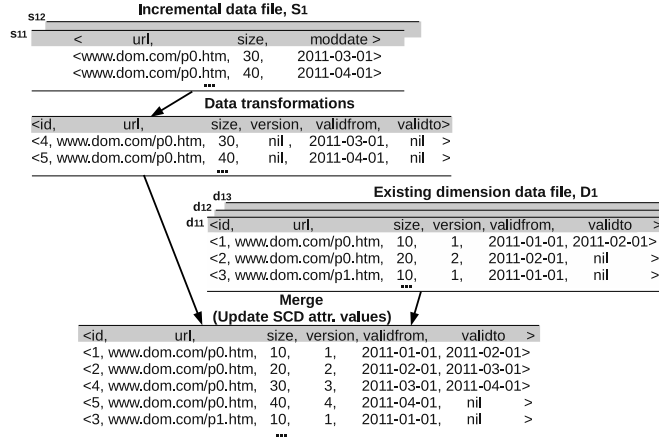 Incremental data file, S1
s12
s11
< url, size, moddate >
<www.dom.com/p0.htm, 30, 2011-03-01>
<www.dom.com/p0.htm, 40, 2011-04-01>
...
Data transformations
<id, url, size, version, validfrom, validto>
<4, www.dom.com/p0.htm, 30, nil , 2011-03-01, nil >
<5, www.dom.com/p0.htm, 40, nil, 2011-04-01, nil >
...
d13
Existing dimension data file, D1
d12
d11
<id, url, size, version, validfrom, validto >
<1, www.dom.com/p0.htm, 10, 1, 2011-01-01, 2011-02-01>
<2, www.dom.com/p0.htm, 20, 2, 2011-02-01, nil >
<3, www.dom.com/p1.htm, 10, 1, 2011-01-01, nil >
...
Merge
(Update SCD attr. values)
<id, url, size, version, validfrom, validto >
<1, www.dom.com/p0.htm, 10, 1, 2011-01-01, 2011-02-01>
<2, www.dom.com/p0.htm, 20, 2, 2011-02-01, 2011-03-01>
<4, www.dom.com/p0.htm, 30, 3, 2011-03-01, 2011-04-01>
<5, www.dom.com/p0.htm, 40, 4, 2011-04-01, nil >
<3, www.dom.com/p1.htm, 10, 1, 2011-01-01, nil >
...